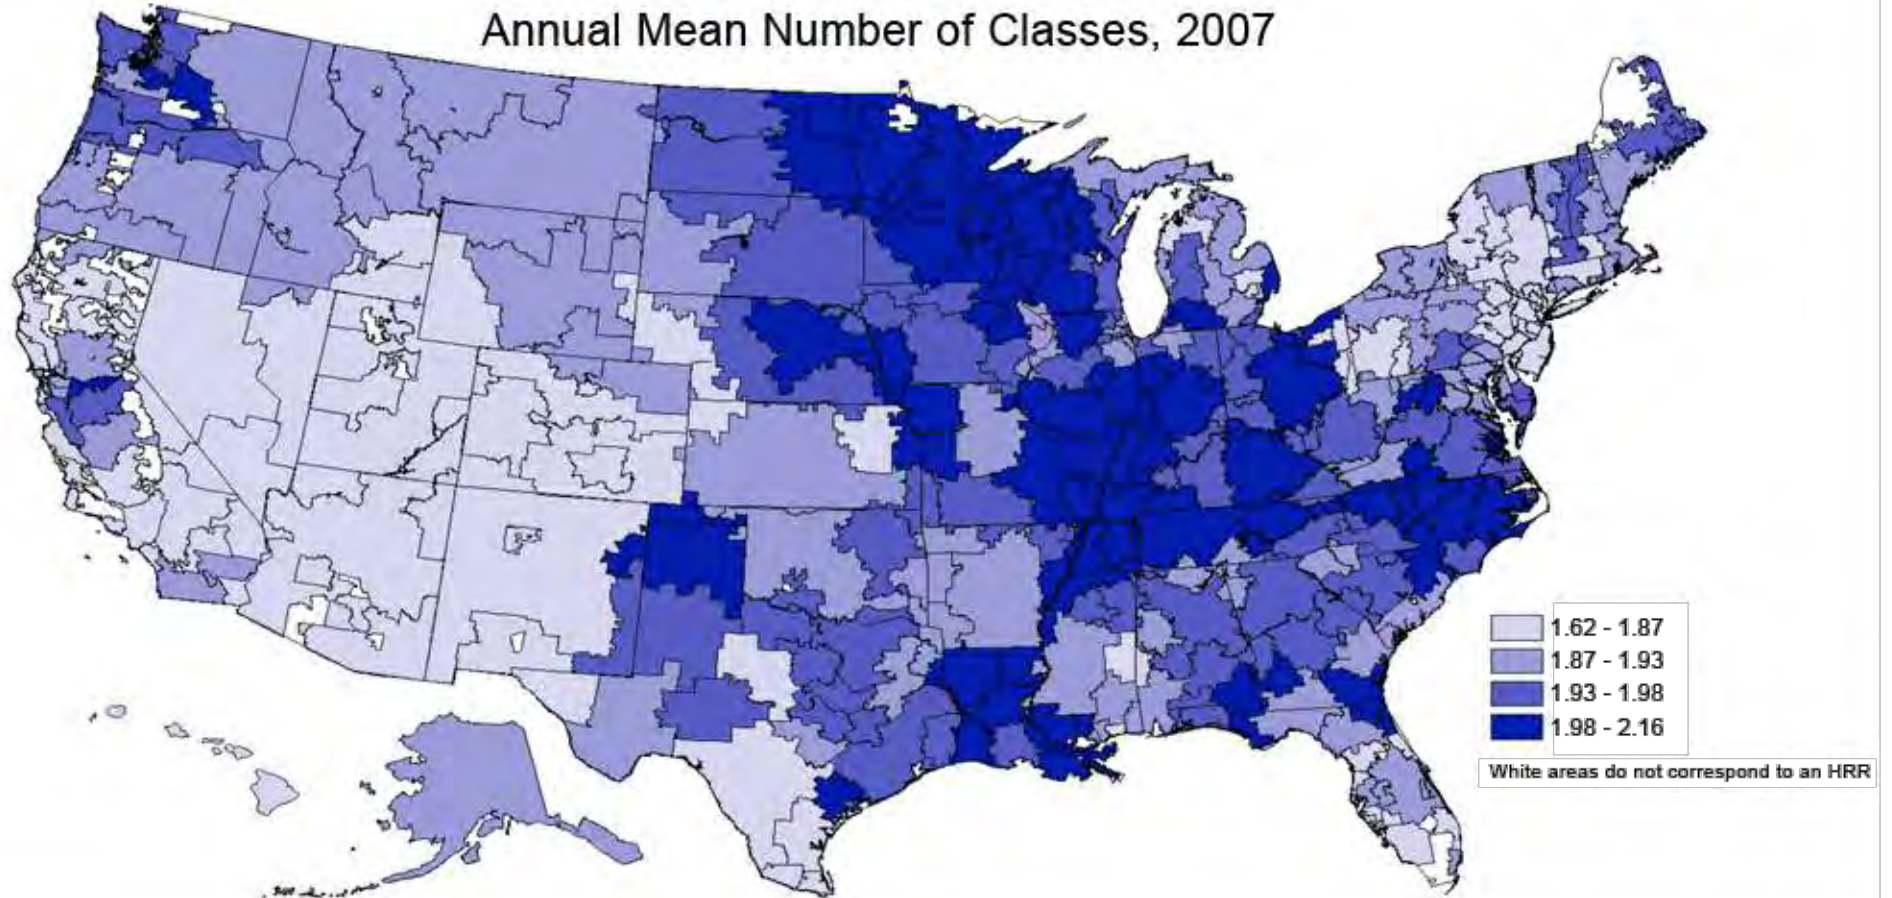 Annual Mean Number of Classes, 2007
1.62 - 1.87
1.87 - 1.93
1.93 - 1.98
1.98 - 2.16
White areas do not correspond to an HRR